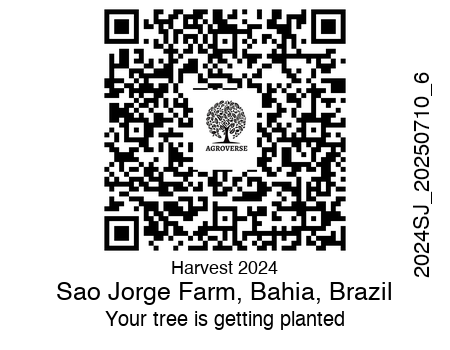 AGROVERSE
Harvest 2024
Sao Jorge Farm, Bahia, Brazil
Your tree is getting planted
2024SJ_20250710_6